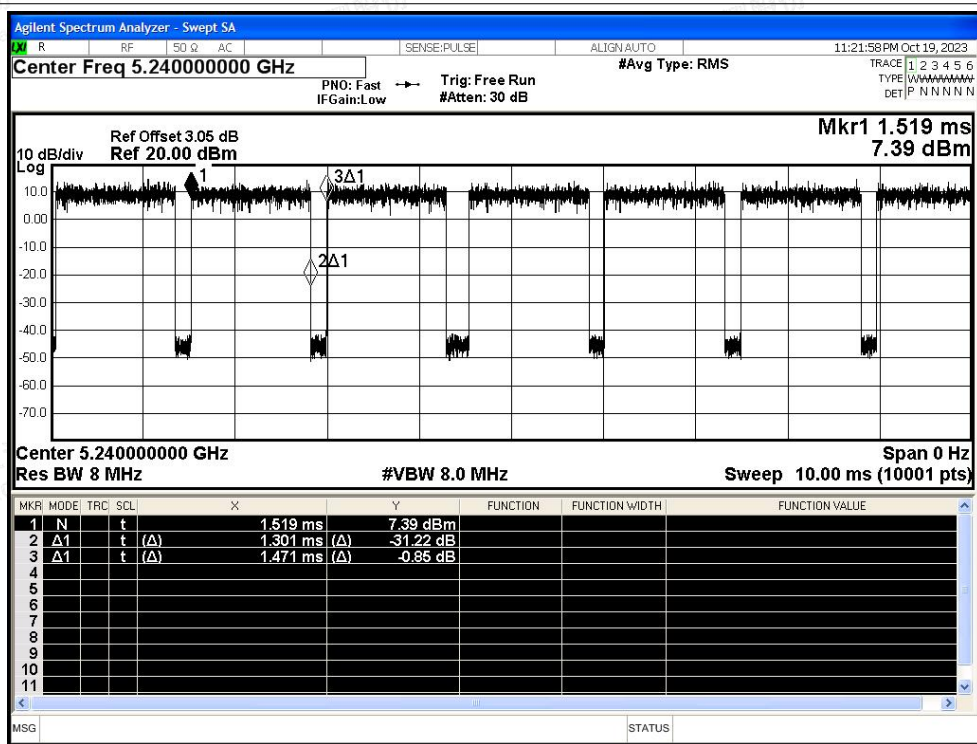 Agilent Spectrum Analyzer - Swept SA
LXI R RF 50 Ω AC SENSE:PULSE ALIGN AUTO 11:21:58 PM Oct 19, 2023
Center Freq 5.240000000 GHz #Avg Type: RMS TRACE 1 2 3 4 5 6
PNO: Fast Trig: Free Run TYPE WWWWWW
IFGain:Low #Atten: 30 dB DET P N N N N N
Mkr1 1.519 ms
Ref Offset 3.05 dB
10 dB/div Ref 20.00 dBm 7.39 dBm
Log
1 3Δ1
10.0
0.00
-10.0
2Δ1
-20.0
-30.0
-40.0
-50.0
-60.0
-70.0
Center 5.240000000 GHz Span 0 Hz
Res BW 8 MHz #VBW 8.0 MHz Sweep 10.00 ms (10001 pts)
MKR MODE TRC SCL X Y FUNCTION FUNCTION WIDTH FUNCTION VALUE
1 N t 1.519 ms 7.39 dBm
2 Δ1 t (Δ) 1.301 ms (Δ) -31.22 dB
3 Δ1 t (Δ) 1.471 ms (Δ) -0.85 dB
4
5
6
7
8
9
10
11
MSG STATUS